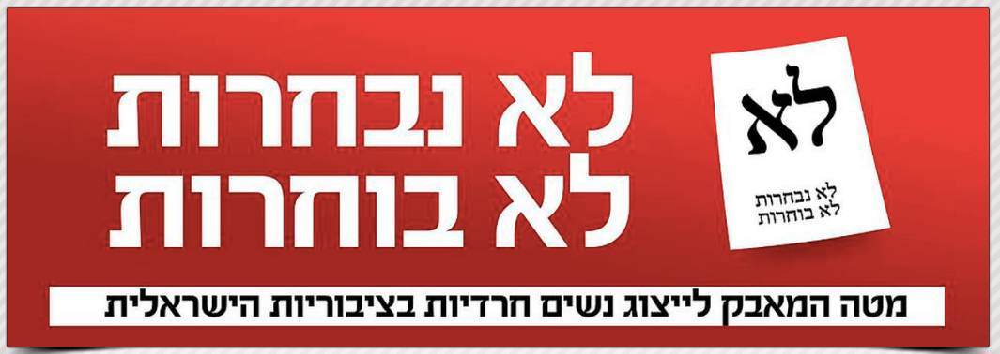 לא נבחרות
לא בוחרות
לא
לא נבחרות
לא בוחרות
מטה המאבק לייצוג נשים חרדיות בציבוריות הישראלית